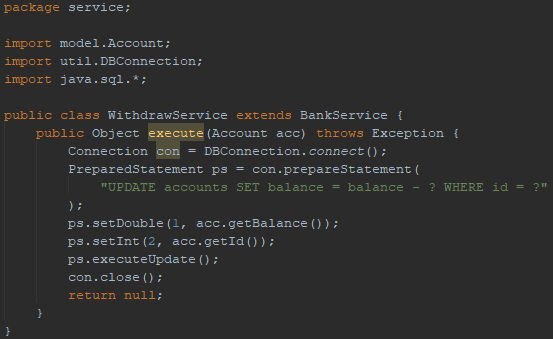 package service;
import model.Account;
import util.DBConnection;
import java.sql.*;
public class WithdrawService extends BankService {
    public Object execute(Account acc) throws Exception {
        Connection con = DBConnection.connect();
        PreparedStatement ps = con.prepareStatement(
            "UPDATE accounts SET balance = balance - ? WHERE id = ?"
        );
        ps.setDouble(1, acc.getBalance());
        ps.setInt(2, acc.getId());
        ps.executeUpdate();
        con.close();
        return null;
    }
}